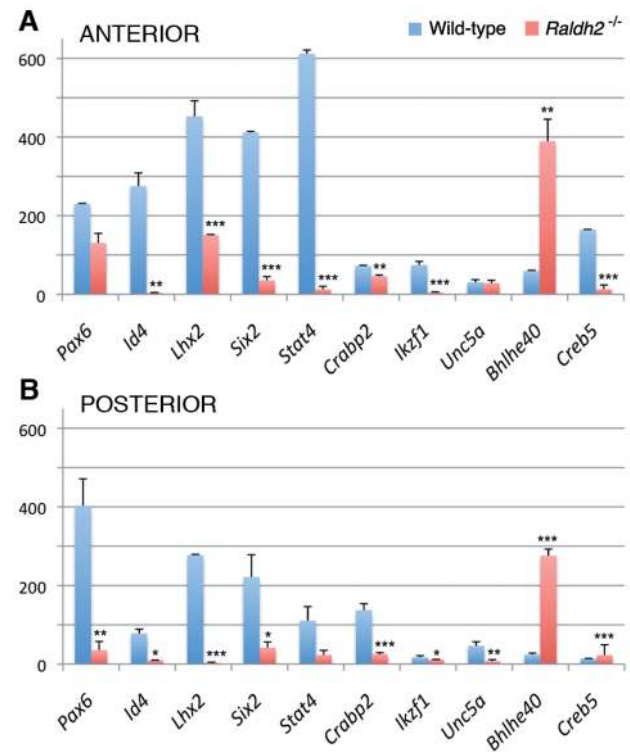 A
ANTERIOR
Wild-type Raldh2 -/-
600
400
200
0
** *** *** *** ** *** ** ***
Pax6 Id4 Lhx2 Six2 Stat4 Crabp2 Ikzf1 Unc5a Bhlhe40 Creb5
B
POSTERIOR
600
400
200
0
** * *** * *** * ** *** ***
Pax6 Id4 Lhx2 Six2 Stat4 Crabp2 Ikzf1 Unc5a Bhlhe40 Creb5